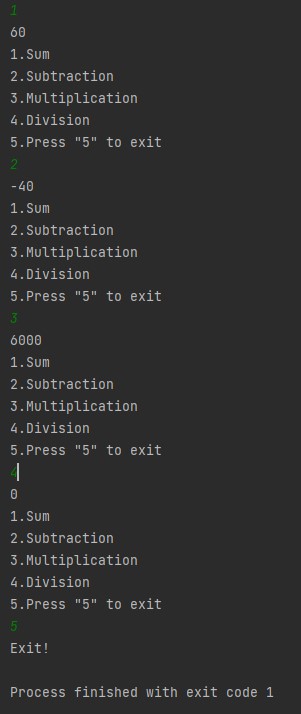 1
60
1.Sum
2.Subtraction
3.Multiplication
4.Division
5.Press "5" to exit
2
-40
1.Sum
2.Subtraction
3.Multiplication
4.Division
5.Press "5" to exit
3
6000
1.Sum
2.Subtraction
3.Multiplication
4.Division
5.Press "5" to exit
4
0
1.Sum
2.Subtraction
3.Multiplication
4.Division
5.Press "5" to exit
5
Exit!
Process finished with exit code 1